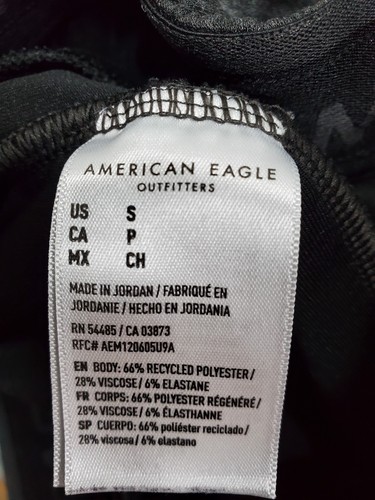 AMERICAN EAGLE
OUTFITTERS
US S
CA P
MX CH
MADE IN JORDAN / FABRIQUÉ EN
JORDANIE / HECHO EN JORDANIA
RN 54485 / CA 03873
RFC# AEM120605U9A
EN BODY: 66% RECYCLED POLYESTER /
28% VISCOSE / 6% ELASTANE
FR CORPS: 66% POLYESTER RÉGÉNÉRÉ /
28% VISCOSE / 6% ÉLASTHANNE
SP CUERPO: 66% poliéster reciclado /
28% viscosa / 6% elastano